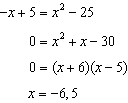 −x + 5 = x² − 25
0 = x² + x − 30
0 = (x + 6)(x − 5)
x = −6, 5